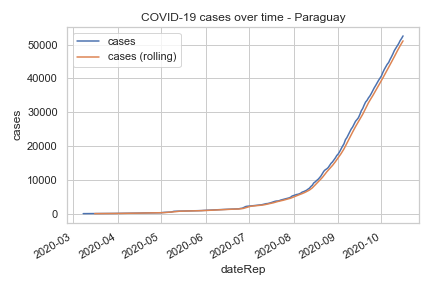 COVID-19 cases over time - Paraguay
cases
cases (rolling)
50000
40000
30000
20000
10000
0
cases
2020-03
2020-04
2020-05
2020-06
2020-07
2020-08
2020-09
2020-10
dateRep